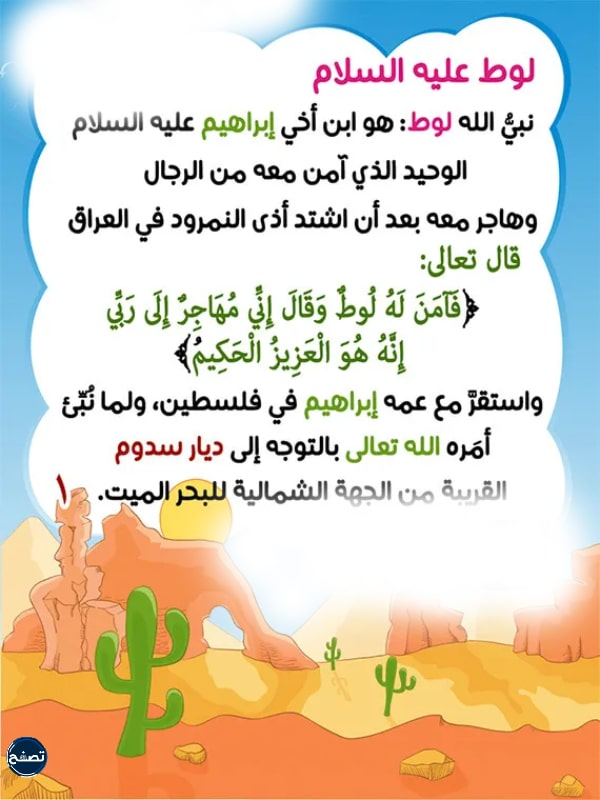 لوط عليه السلام
نبيُّ الله لوط: هو ابن أخي إبراهيم عليه السلام
الوحيد الذي آمن معه من الرجال
وهاجر معه بعد أن اشتد أذى النمرود في العراق
قال تعالى:
﴿فَآمَنَ لَهُ لُوطٌ وَقَالَ إِنِّي مُهَاجِرٌ إِلَى رَبِّي
إِنَّهُ هُوَ الْعَزِيزُ الْحَكِيمُ﴾
واستقرَّ مع عمه إبراهيم في فلسطين، ولما نُبِّئ
أمَره الله تعالى بالتوجه إلى ديار سدوم
القريبة من الجهة الشمالية للبحر الميت.
١
تصفح